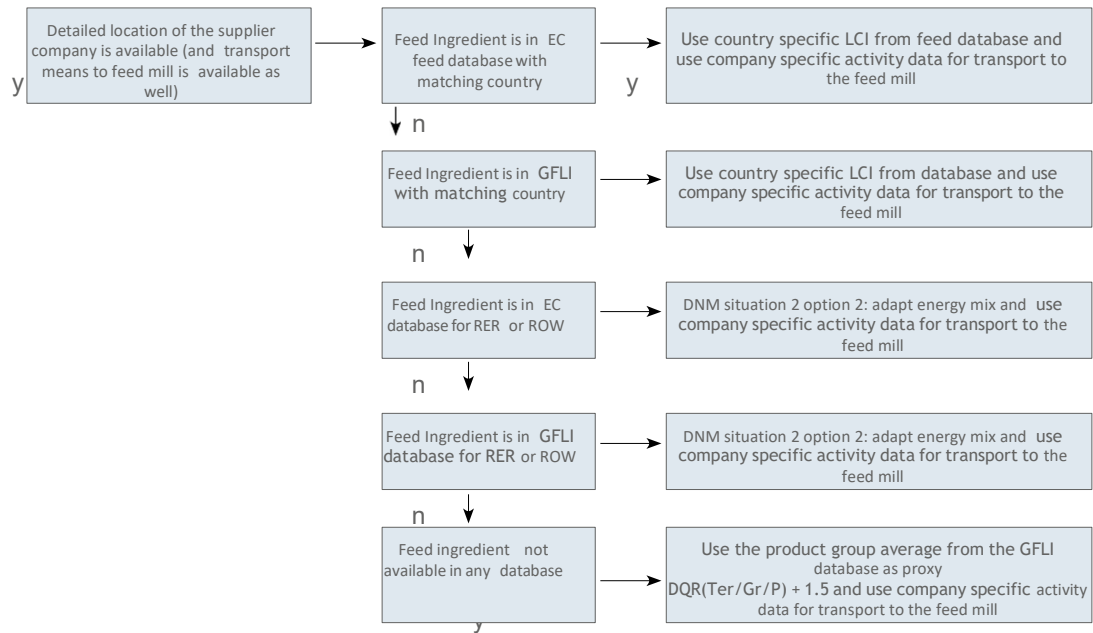 Detailed location of the supplier
company is available (and transport
means to feed mill is available as
well)
y
Feed Ingredient is in EC
feed database with
matching country
y
Use country specific LCI from feed database and
use company specific activity data for transport to
the feed mill
n
Feed Ingredient is in GFLI
with matching country
Use country specific LCI from database and use
company specific activity data for transport to the
feed mill
n
Feed Ingredient is in EC
database for RER or ROW
DNM situation 2 option 2: adapt energy mix and use
company specific activity data for transport to the
feed mill
n
Feed Ingredient is in GFLI
database for RER or ROW
DNM situation 2 option 2: adapt energy mix and use
company specific activity data for transport to the
feed mill
n
Feed ingredient not
available in any database
Use the product group average from the GFLI
database as proxy
DQR(Ter/Gr/P) + 1.5 and use company specific activity
data for transport to the feed mill
y